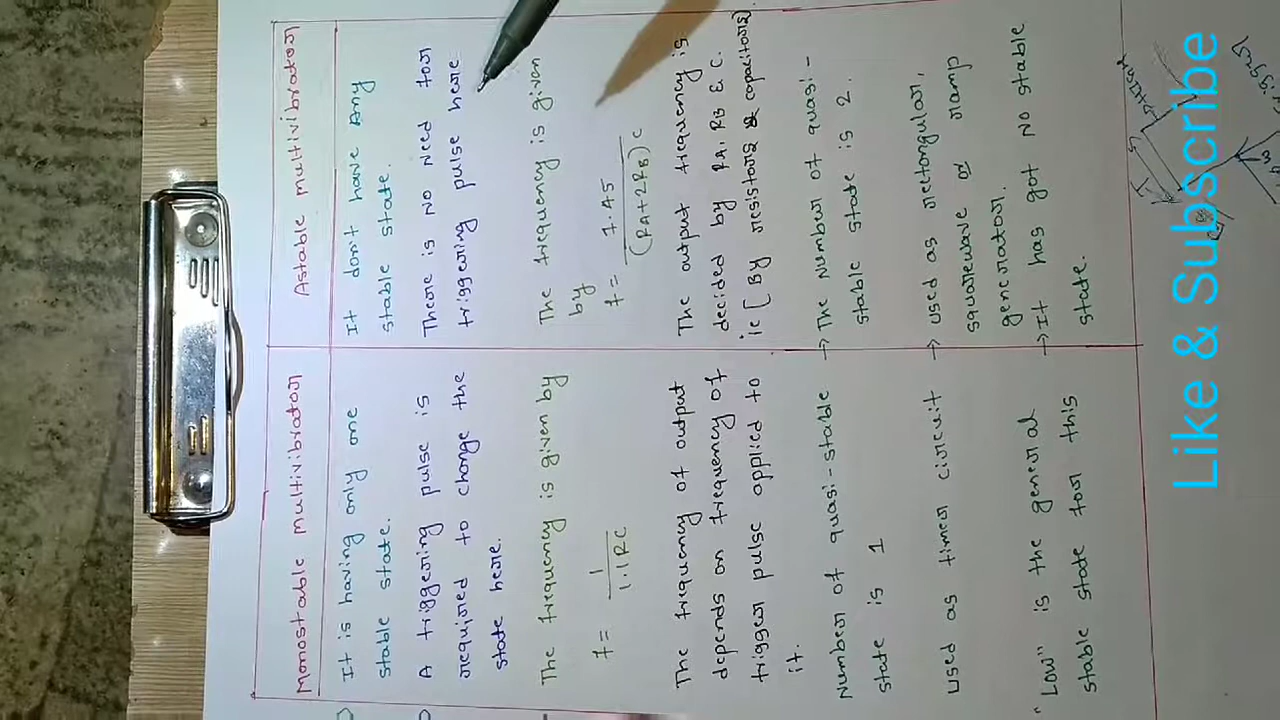 Monostable multivibrator
It is having only one
stable state.
A triggering pulse is
required to change the
state here.
The frequency is given by
f = 1
1.1RC
The frequency of output
depends on frequency of
trigger pulse applied to
it.
Number of quasi-stable
state is 1
Used as timer circuit
"Low" is the general
stable state for this
Astable multivibrator
It don't have any
stable state.
There is no need for
triggering pulse here
The frequency is given
by
f = 1.45
(RA+2RB)C
The output frequency is
decided by RA, RB & C.
ie [By resistors & capacitors]
→ The number of quasi-
stable state is 2.
→ used as rectangular,
squarewave or ramp
generator.
→ It has got no stable
state.
Like & Subscribe